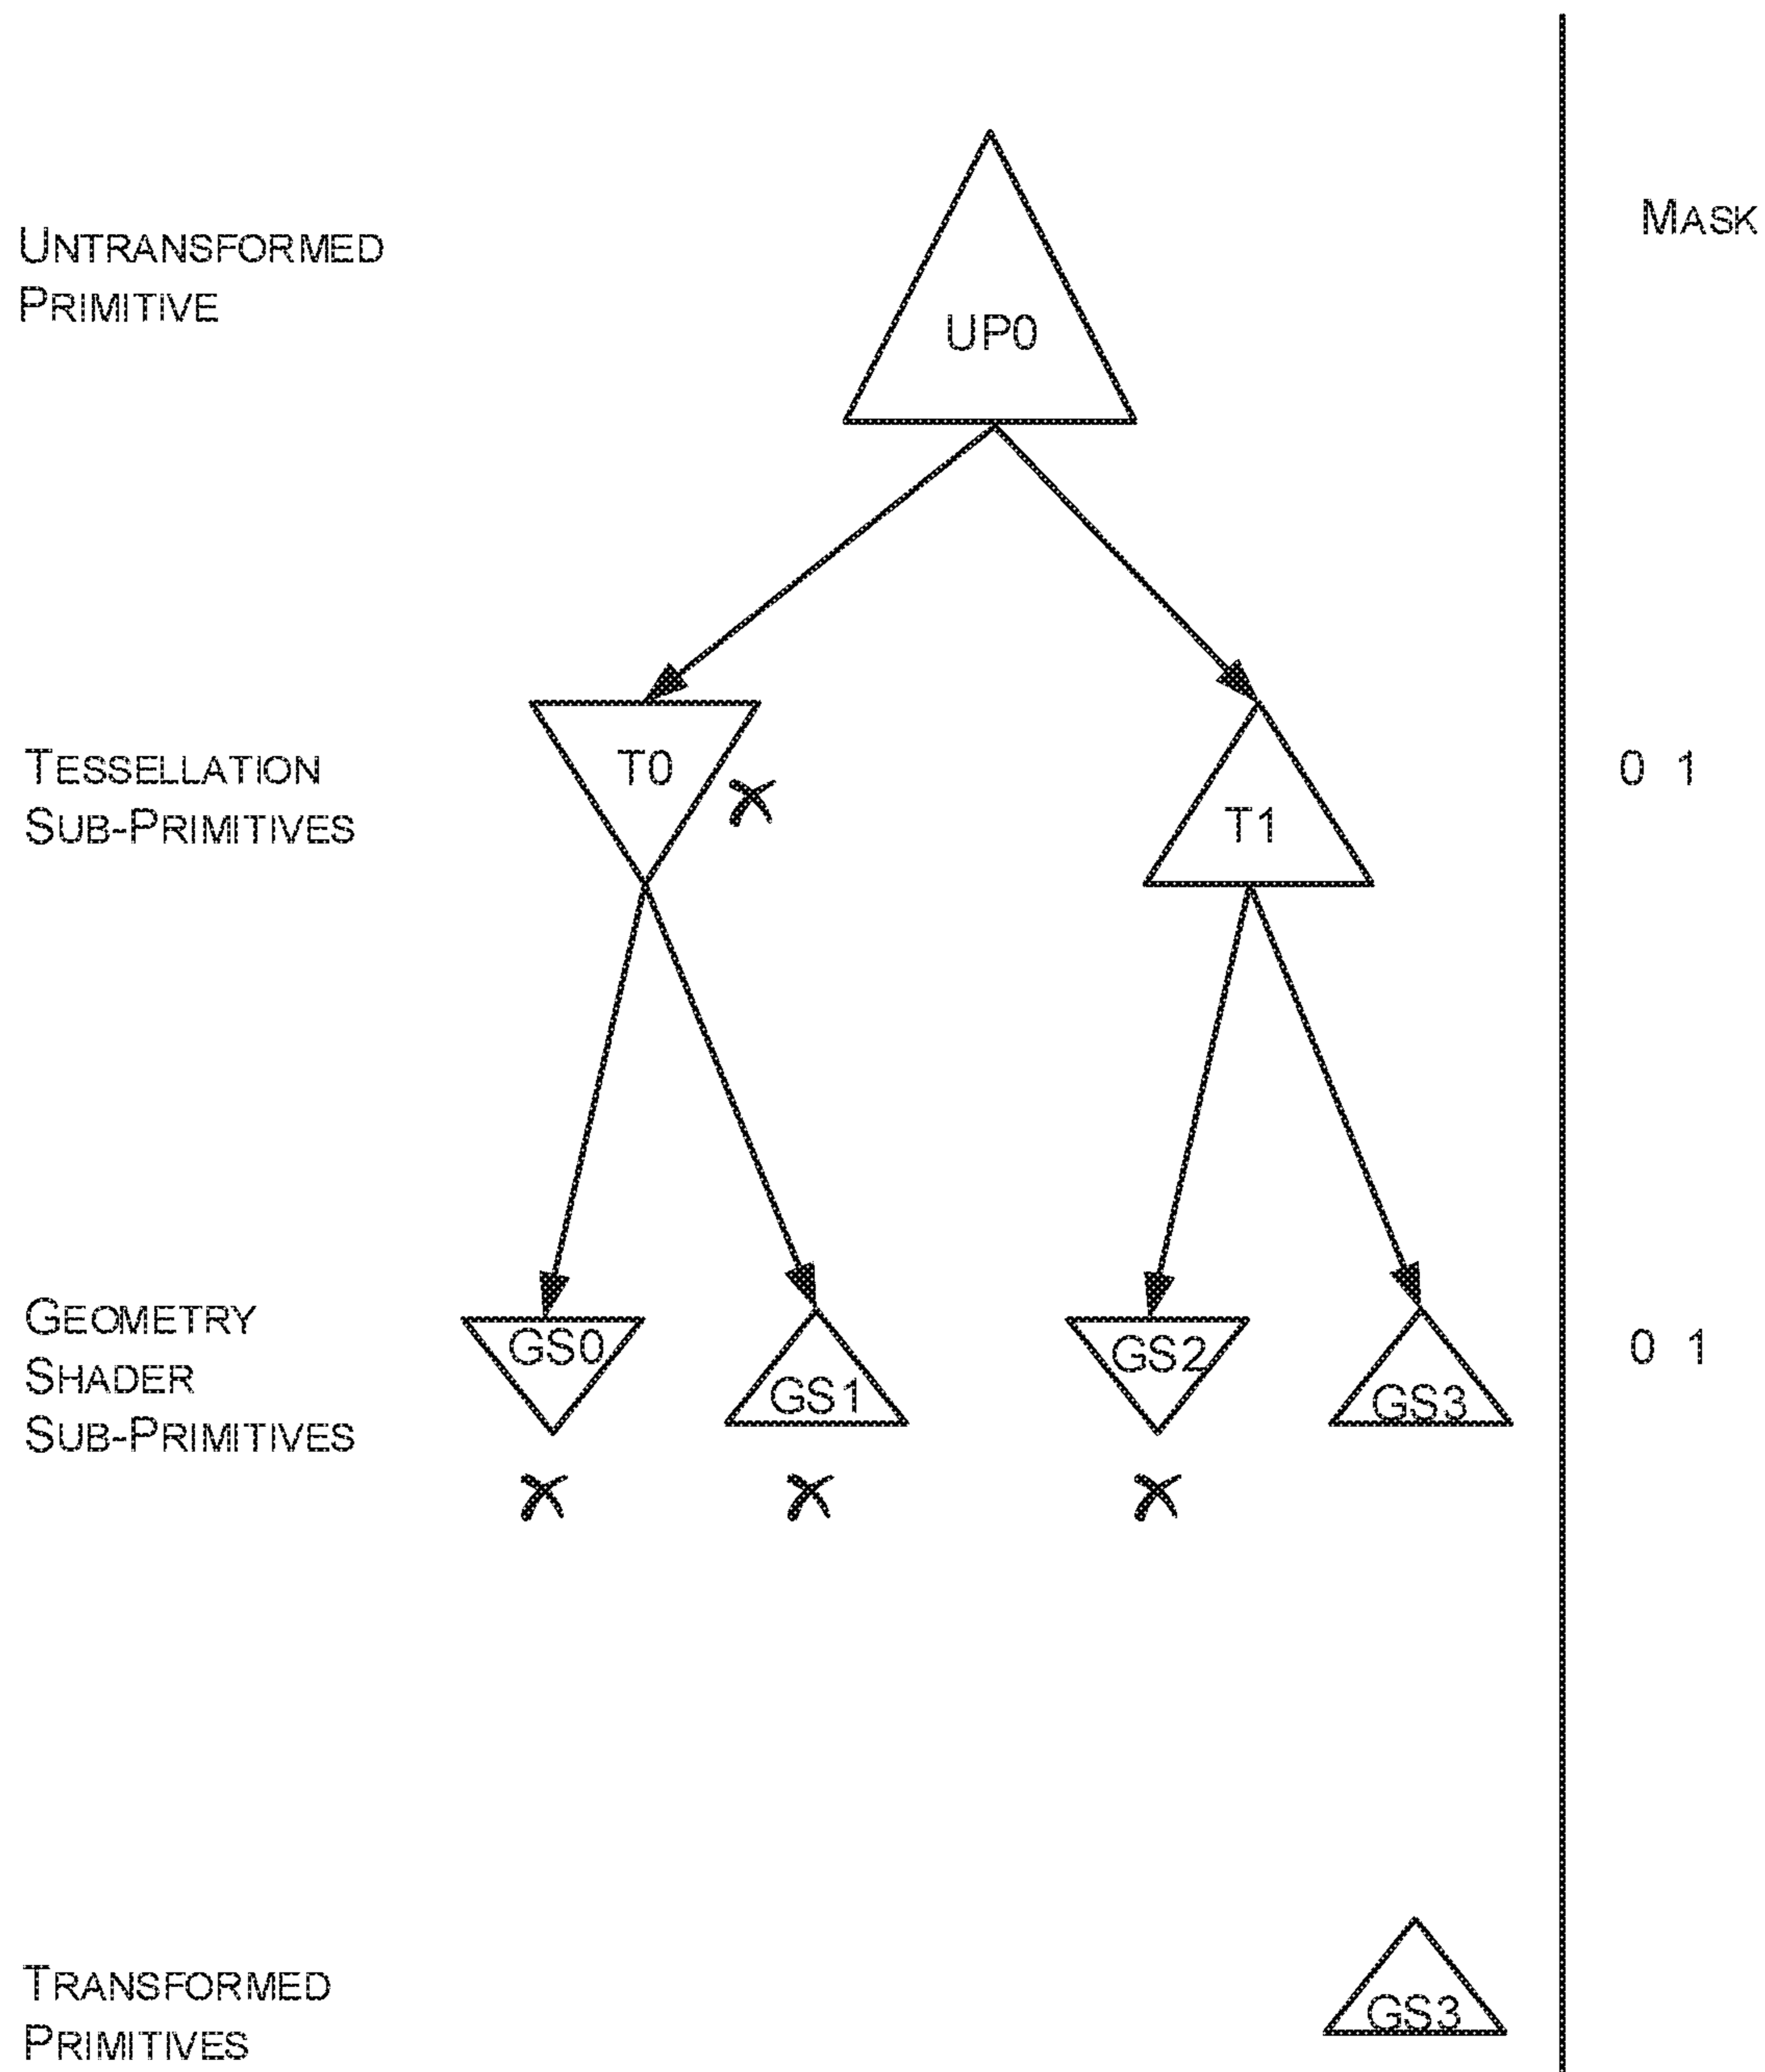 UNTRANSFORMED
PRIMITIVE
MASK
UP0
TESSELLATION
SUB-PRIMITIVES
T0
T1
0 1
GEOMETRY
SHADER
SUB-PRIMITIVES
GS0
GS1
GS2
GS3
0 1
TRANSFORMED
PRIMITIVES
GS3